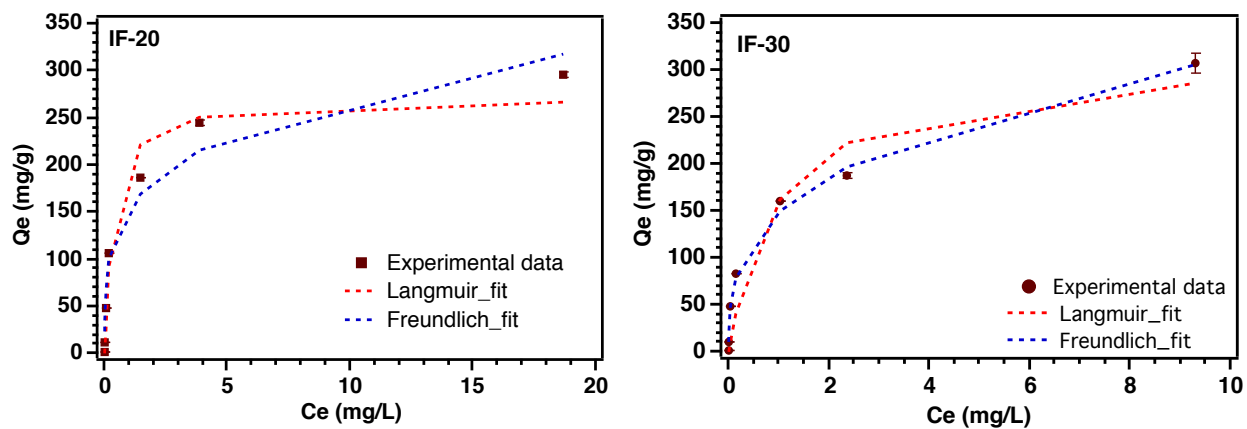 IF-20
Qe (mg/g)
350
300
250
200
150
100
50
0
Experimental data
Langmuir_fit
Freundlich_fit
0
5
10
15
20
Ce (mg/L)
IF-30
Qe (mg/g)
350
300
250
200
150
100
50
0
Experimental data
Langmuir_fit
Freundlich_fit
0
2
4
6
8
10
Ce (mg/L)